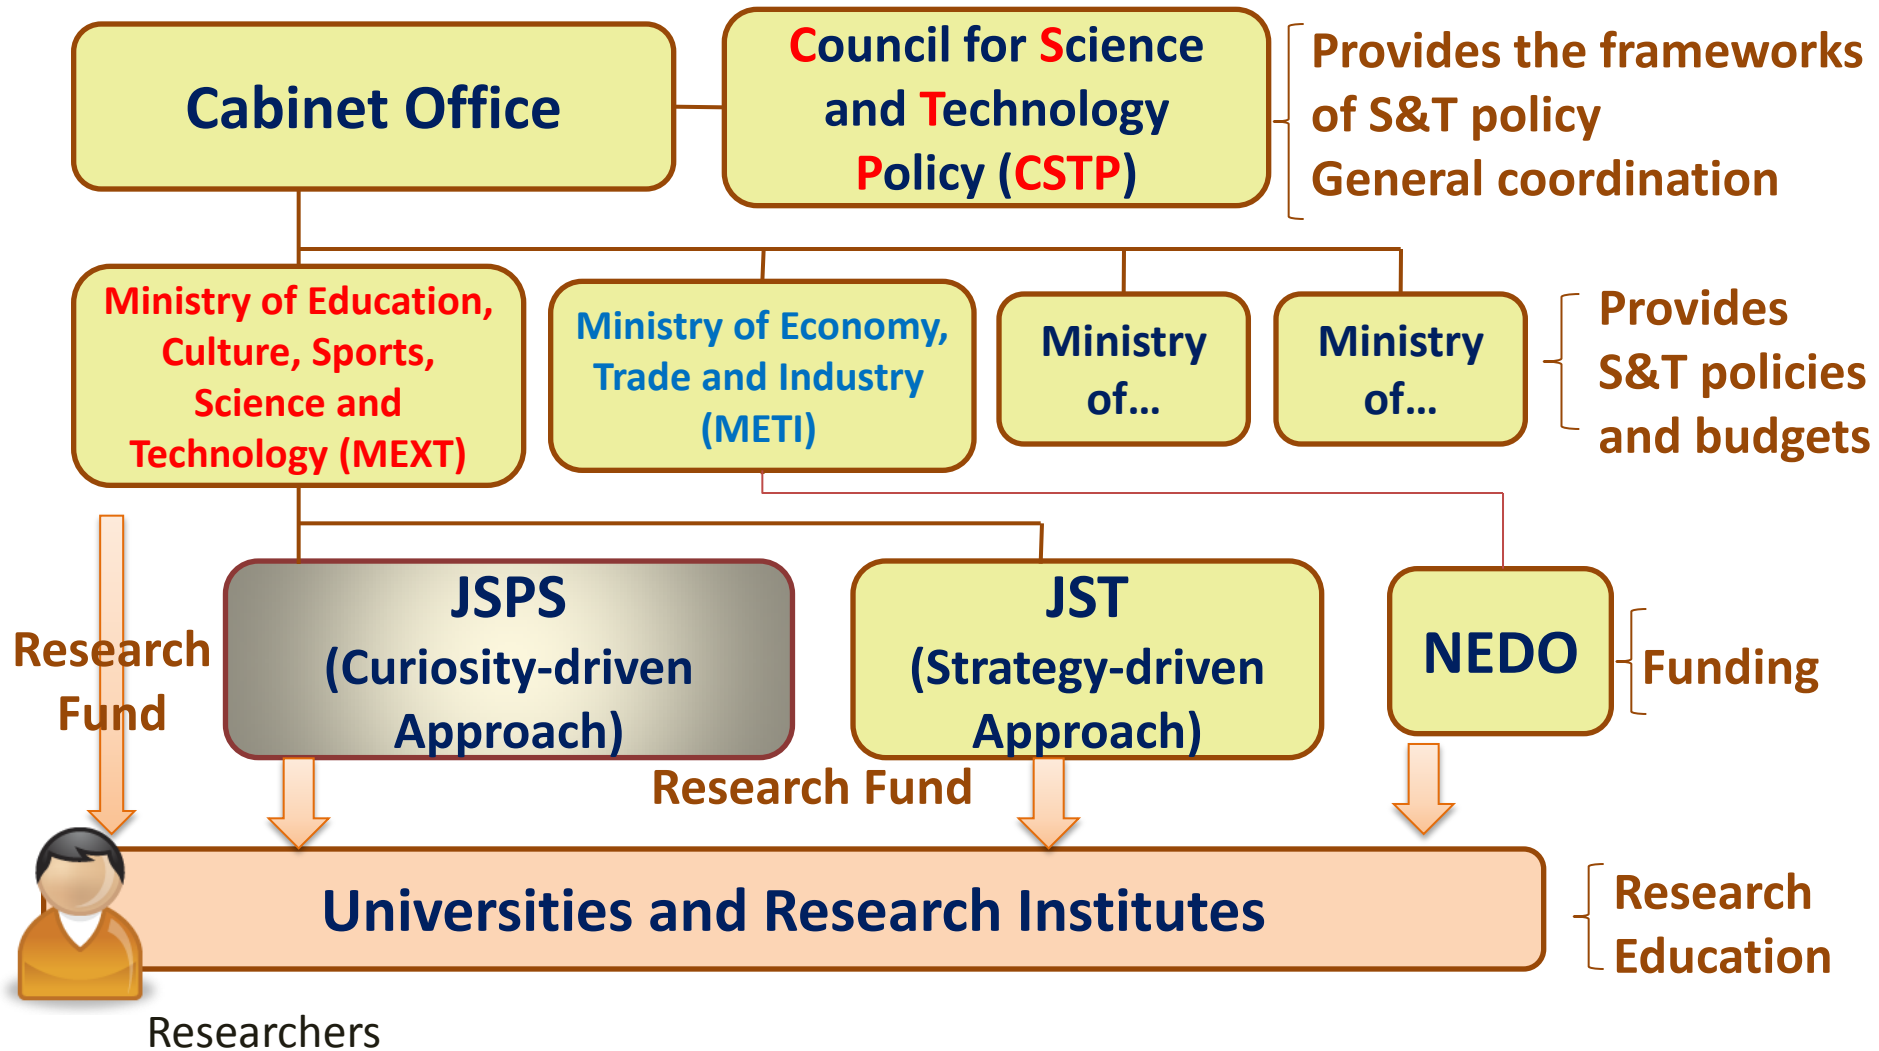 Cabinet Office
Council for Science
and Technology
Policy (CSTP)
Provides the frameworks
of S&T policy
General coordination
Ministry of Education,
Culture, Sports,
Science and
Technology (MEXT)
Ministry of Economy,
Trade and Industry
(METI)
Ministry
of...
Ministry
of...
Provides
S&T policies
and budgets
Research
Fund
JSPS
(Curiosity-driven
Approach)
JST
(Strategy-driven
Approach)
NEDO
Funding
Research Fund
Universities and Research Institutes
Research
Education
Researchers